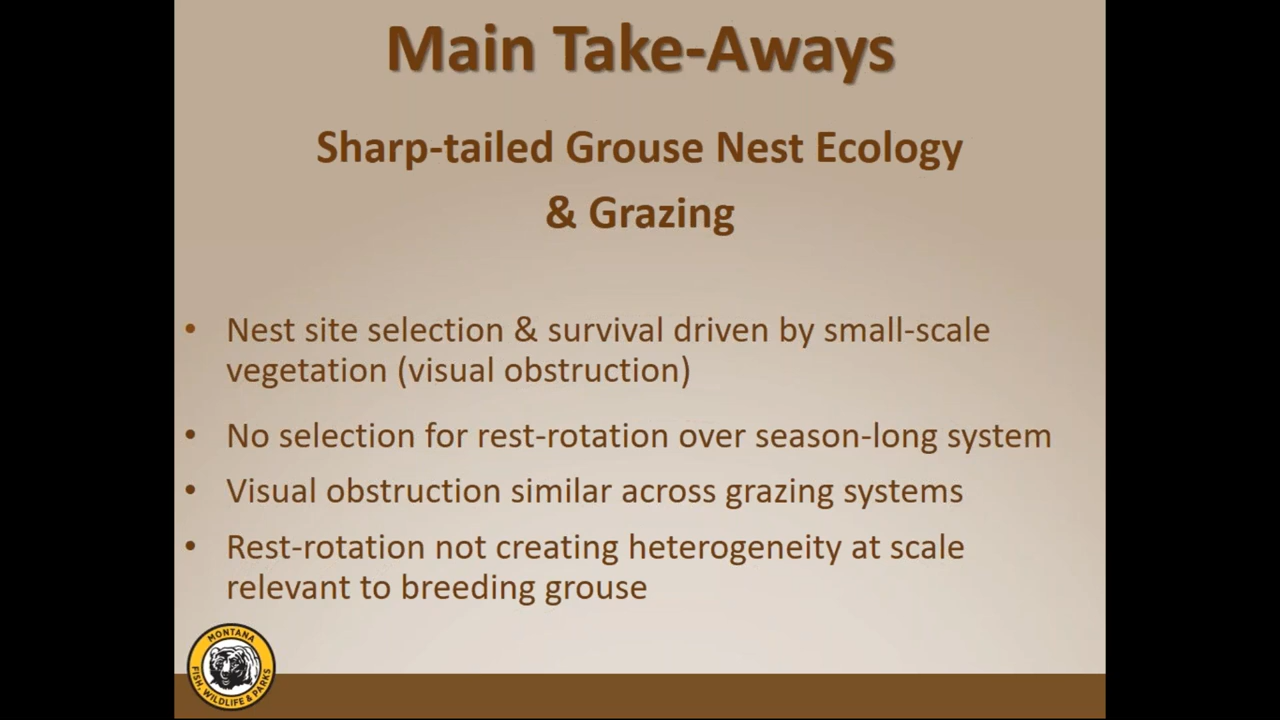 Main Take-Aways
Sharp-tailed Grouse Nest Ecology
& Grazing
• Nest site selection & survival driven by small-scale
vegetation (visual obstruction)
• No selection for rest-rotation over season-long system
• Visual obstruction similar across grazing systems
• Rest-rotation not creating heterogeneity at scale
relevant to breeding grouse
MONTANA
FISH, WILDLIFE & PARKS